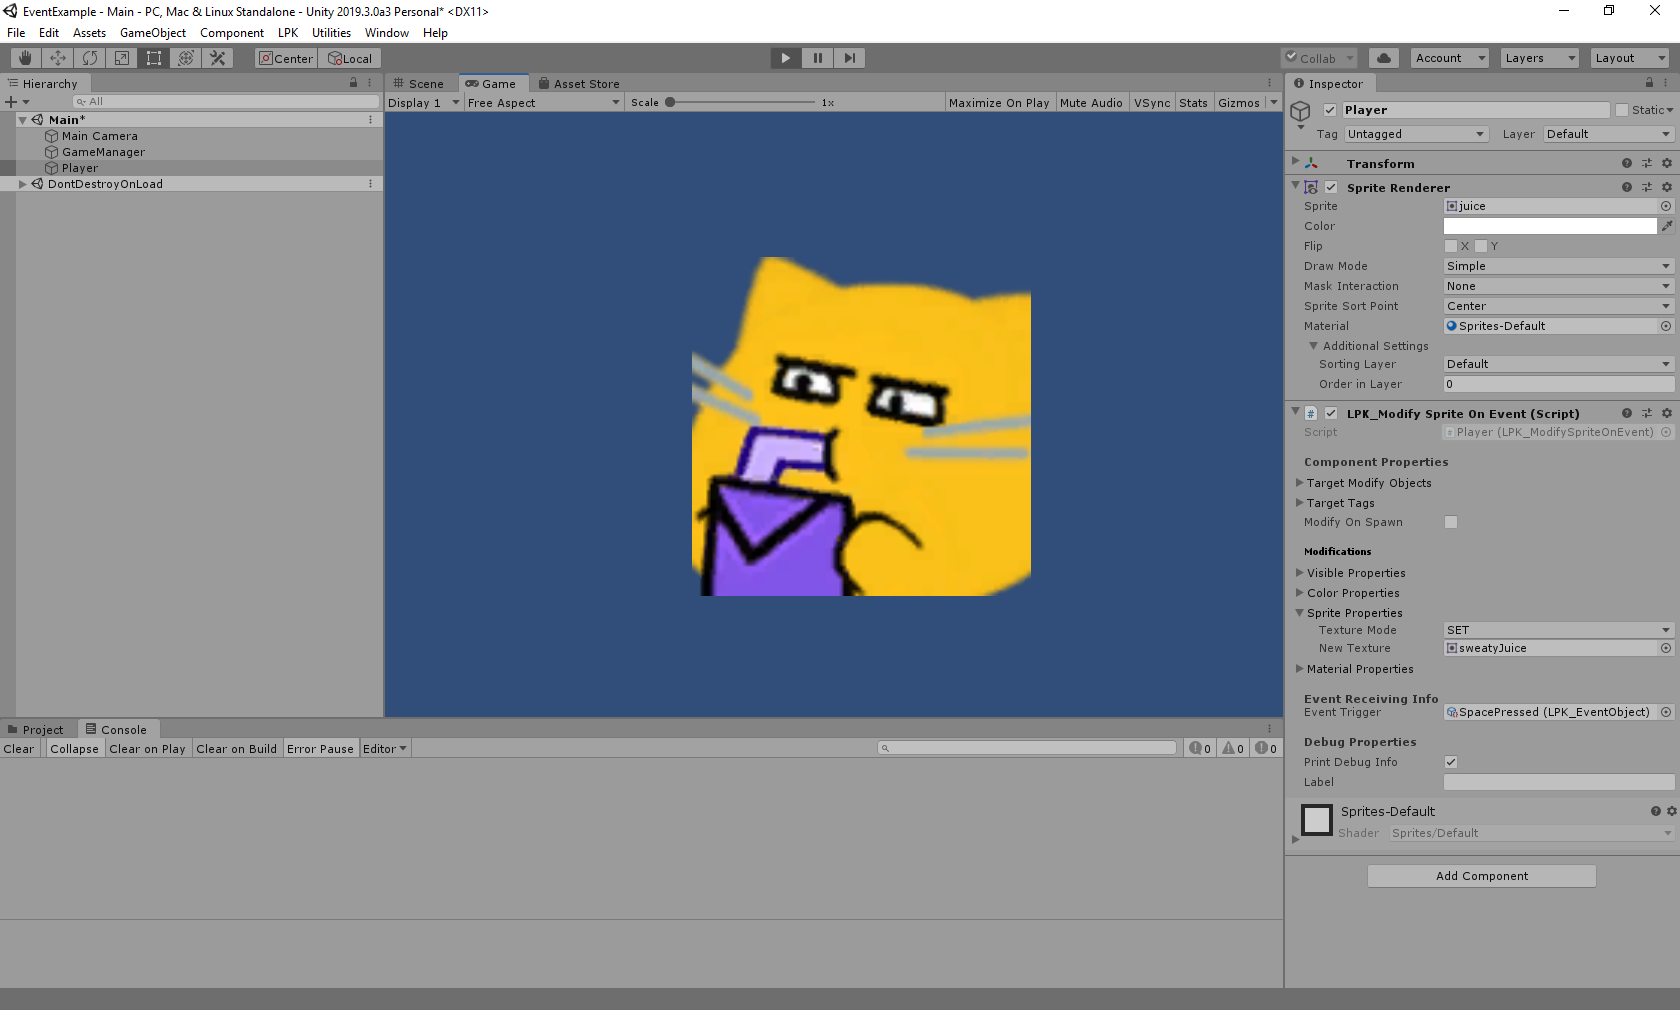 EventExample - Main - PC, Mac & Linux Standalone - Unity 2019.3.0a3 Personal* <DX11>
File Edit Assets GameObject Component LPK Utilities Window Help
Center Local Collab Account Layers Layout
Hierarchy
All
Main*
Main Camera
GameManager
Player
DontDestroyOnLoad
Scene Game Asset Store
Display 1 Free Aspect Scale 1x Maximize On Play Mute Audio VSync Stats Gizmos
Project Console
Clear Collapse Clear on Play Clear on Build Error Pause Editor 0 0 0
Inspector
Player Static
Tag Untagged Layer Default
Transform
Sprite Renderer
Sprite juice
Color
Flip X Y
Draw Mode Simple
Mask Interaction None
Sprite Sort Point Center
Material Sprites-Default
Additional Settings
Sorting Layer Default
Order in Layer 0
# LPK_Modify Sprite On Event (Script)
Script Player (LPK_ModifySpriteOnEvent)
Component Properties
Target Modify Objects
Target Tags
Modify On Spawn
Modifications
Visible Properties
Color Properties
Sprite Properties
Texture Mode SET
New Texture sweatyJuice
Material Properties
Event Receiving Info
Event Trigger SpacePressed (LPK_EventObject)
Debug Properties
Print Debug Info
Label
Sprites-Default
Shader Sprites/Default
Add Component